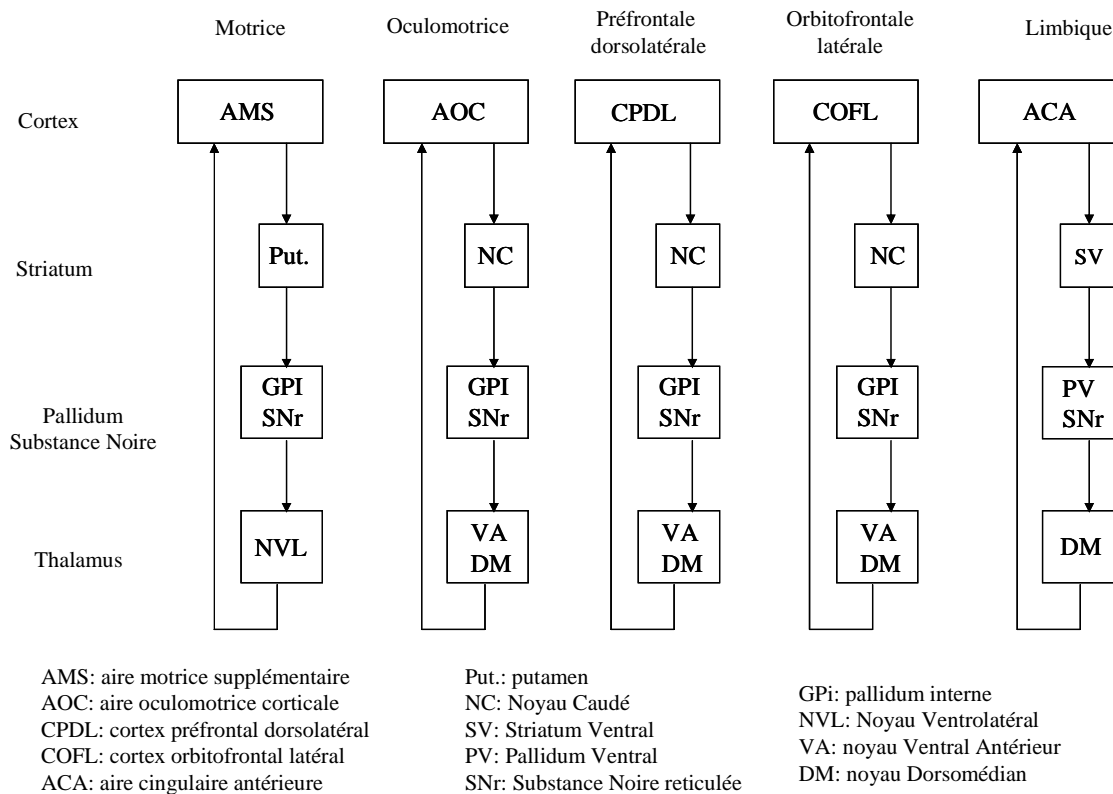 Motrice
Oculomotrice
Préfrontale
dorsolatérale
Orbitofrontale
latérale
Limbique
Cortex
AMS
AOC
CPDL
COFL
ACA
Striatum
Put.
NC
NC
NC
SV
Pallidum
Substance Noire
GPI
SNr
GPI
SNr
GPI
SNr
GPI
SNr
PV
SNr
Thalamus
NVL
VA
DM
VA
DM
VA
DM
DM
AMS: aire motrice supplémentaire
AOC: aire oculomotrice corticale
CPDL: cortex préfrontal dorsolatéral
COFL: cortex orbitofrontal latéral
ACA: aire cingulaire antérieure
Put.: putamen
NC: Noyau Caudé
SV: Striatum Ventral
PV: Pallidum Ventral
SNr: Substance Noire reticulée
GPi: pallidum interne
NVL: Noyau Ventrolatéral
VA: noyau Ventral Antérieur
DM: noyau Dorsomédian